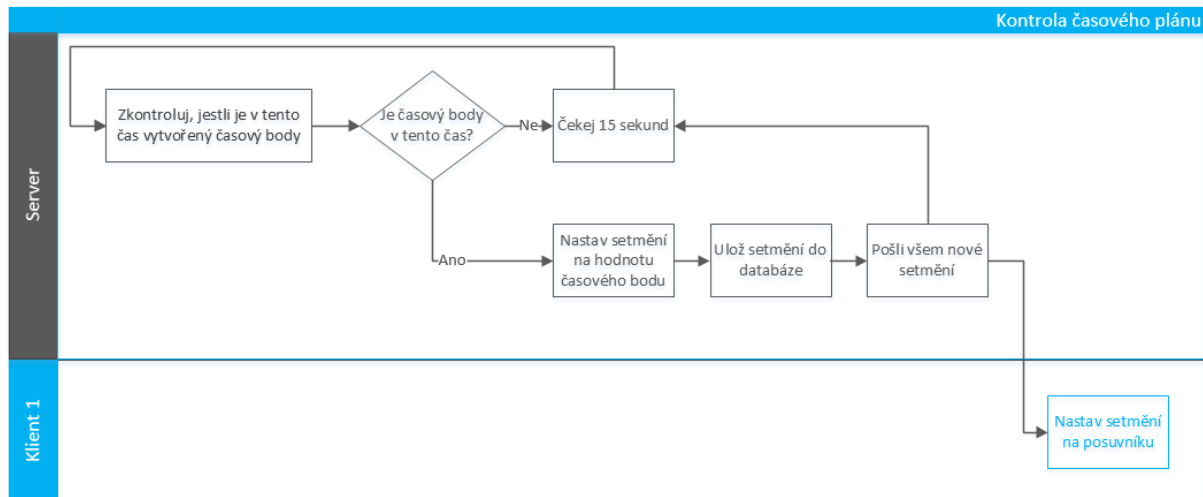 Kontrola časového plánu
Server
Zkontroluj, jestli je v tento
čas vytvořený časový body
Je časový body
v tento čas?
Ne
Čekej 15 sekund
Ano
Nastav setmění
na hodnotu
časového bodu
Ulož setmění do
databáze
Pošli všem nové
setmění
Klient 1
Nastav setmění
na posuvníku